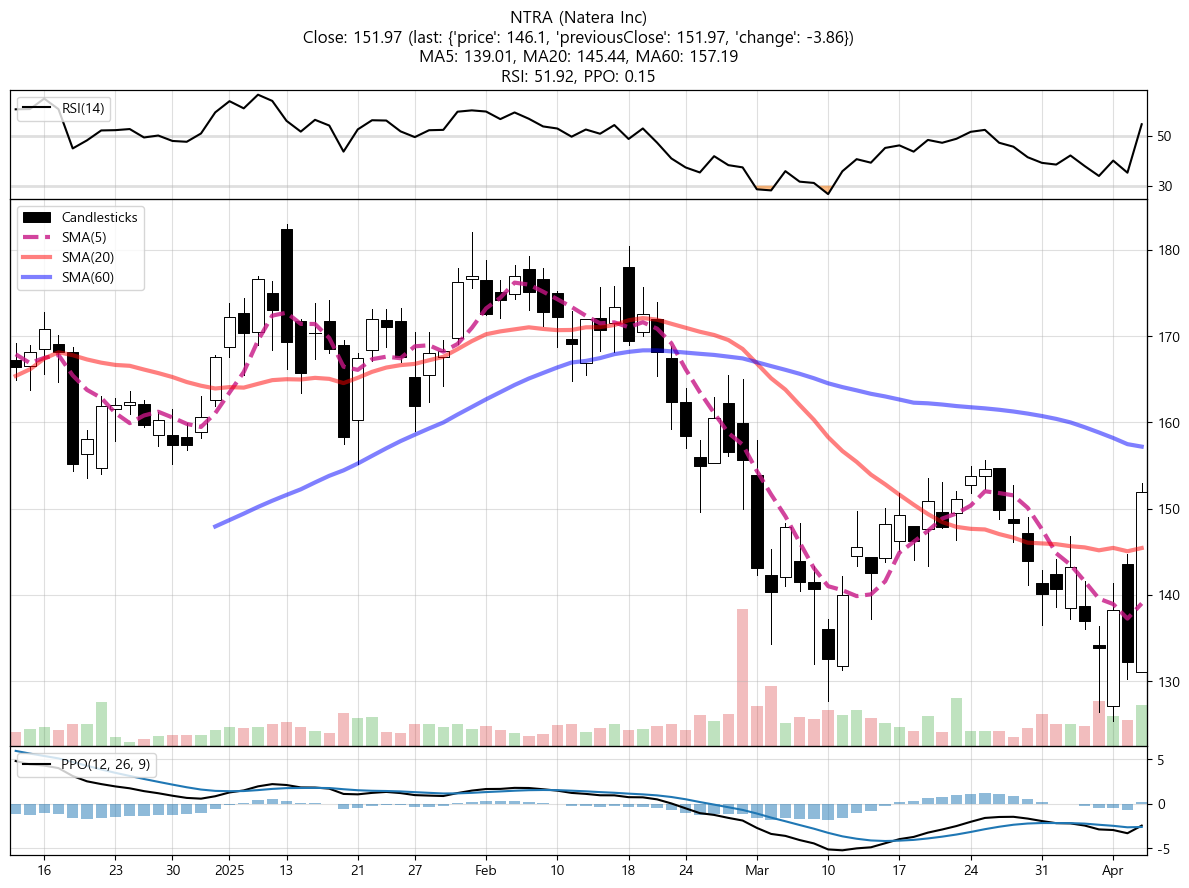 NTRA (Natera Inc)
Close: 151.97 (last: {'price': 146.1, 'previousClose': 151.97, 'change': -3.86})
MA5: 139.01, MA20: 145.44, MA60: 157.19
RSI: 51.92, PPO: 0.15
RSI(14)
50
30
Candlesticks
SMA(5)
SMA(20)
SMA(60)
180
170
160
150
140
130
PPO(12, 26, 9)
5
0
-5
16 23 30 2025 13 21 27 Feb 10 18 24 Mar 10 17 24 31 Apr